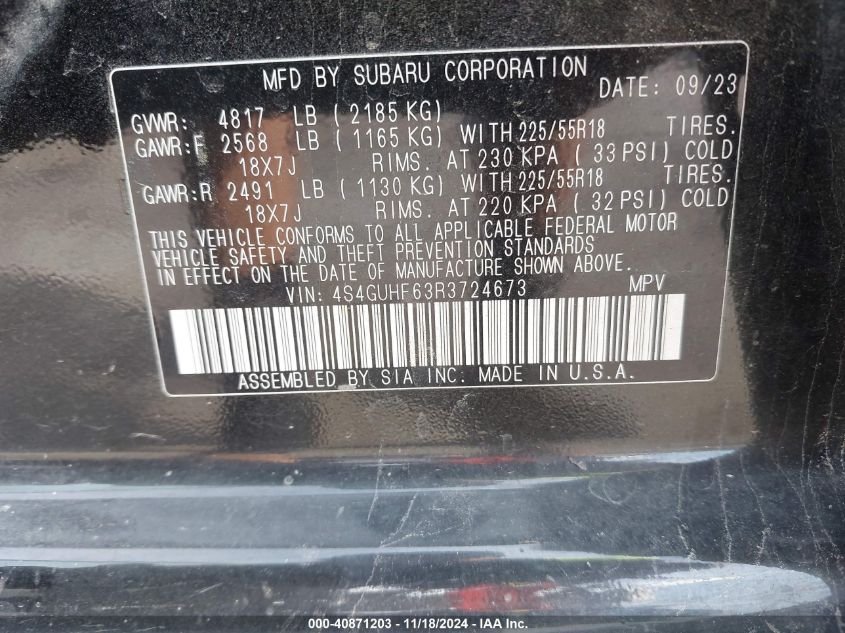 MFD BY SUBARU CORPORATION DATE: 09/23
GVWR: 4817 LB ( 2185 KG)
GAWR:F 2568 LB ( 1165 KG) WITH 225/55R18 TIRES.
18X7J RIMS. AT 230 KPA ( 33 PSI) COLD
GAWR:R 2491 LB ( 1130 KG) WITH 225/55R18 TIRES.
18X7J RIMS. AT 220 KPA ( 32 PSI) COLD
THIS VEHICLE CONFORMS TO ALL APPLICABLE FEDERAL MOTOR
VEHICLE SAFETY AND THEFT PREVENTION STANDARDS
IN EFFECT ON THE DATE OF MANUFACTURE SHOWN ABOVE.
VIN: 4S4GUHF63R3724673 MPV
ASSEMBLED BY SIA INC. MADE IN U.S.A.
000-40871203 - 11/18/2024 - IAA Inc.